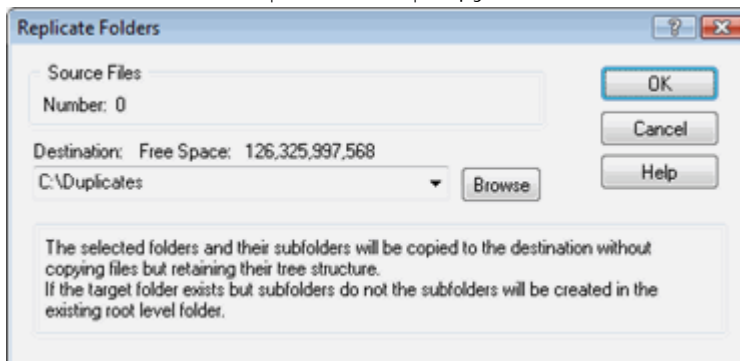 Replicate Folders
Source Files
Number: 0
OK
Cancel
Help
Destination: Free Space: 126,325,997,568
C:\Duplicates
Browse
The selected folders and their subfolders will be copied to the destination without
copying files but retaining their tree structure.
If the target folder exists but subfolders do not the subfolders will be created in the
existing root level folder.